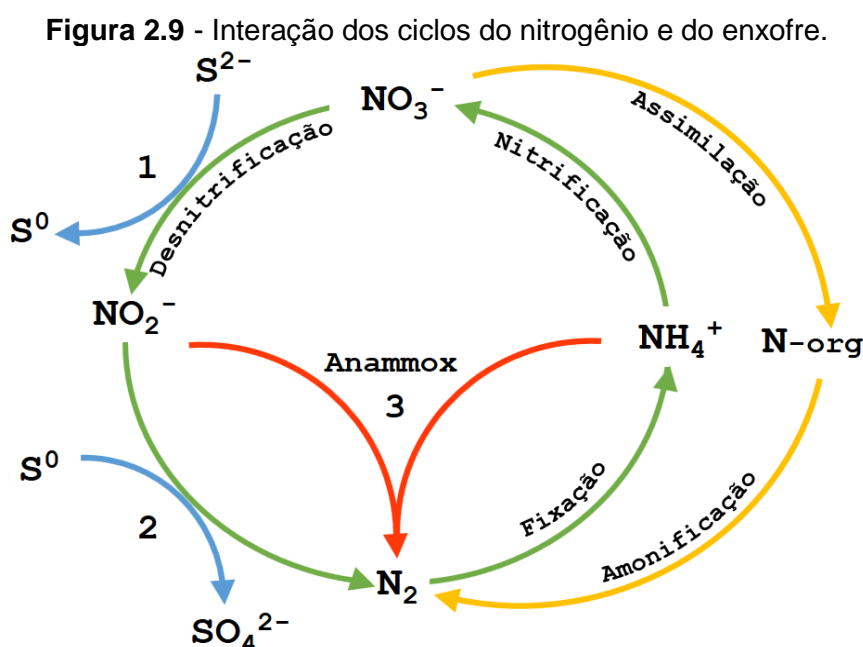 Figura 2.9 - Interação dos ciclos do nitrogênio e do enxofre.
S²⁻
NO₃⁻
Assimilação
Nitrificação
Desnitrificação
1
S⁰
NO₂⁻
NH₄⁺
N-org
Anammox
3
S⁰
2
Fixação
Amonificação
N₂
SO₄²⁻